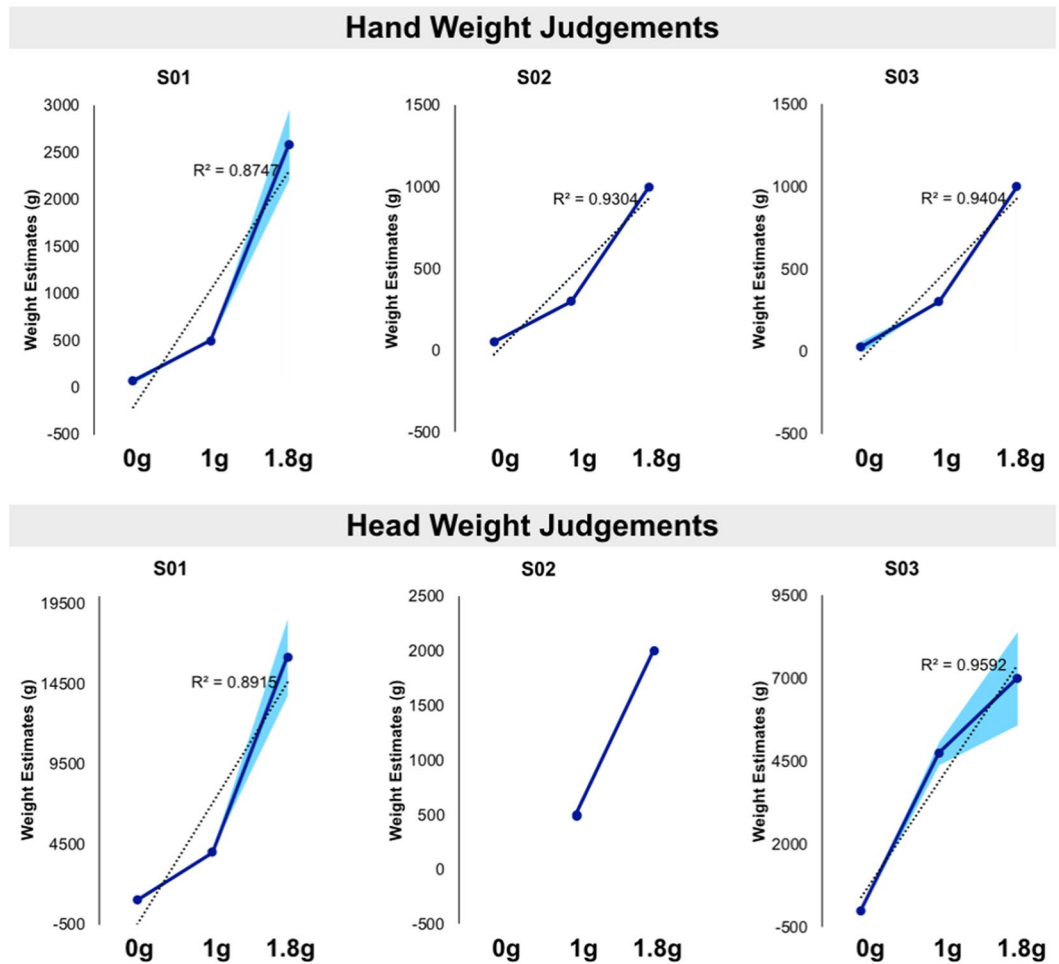 Hand Weight Judgements
S01
Weight Estimates (g)
3000
2500
2000
1500
1000
500
0
-500
R² = 0.8747
0g 1g 1.8g
S02
Weight Estimates (g)
1500
1000
500
0
-500
R² = 0.9304
0g 1g 1.8g
S03
Weight Estimates (g)
1500
1000
500
0
-500
R² = 0.9404
0g 1g 1.8g
Head Weight Judgements
S01
Weight Estimates (g)
19500
14500
9500
4500
-500
R² = 0.8915
0g 1g 1.8g
S02
Weight Estimates (g)
2500
2000
1500
1000
500
0
-500
0g 1g 1.8g
S03
Weight Estimates (g)
9500
7000
4500
2000
-500
R² = 0.9592
0g 1g 1.8g